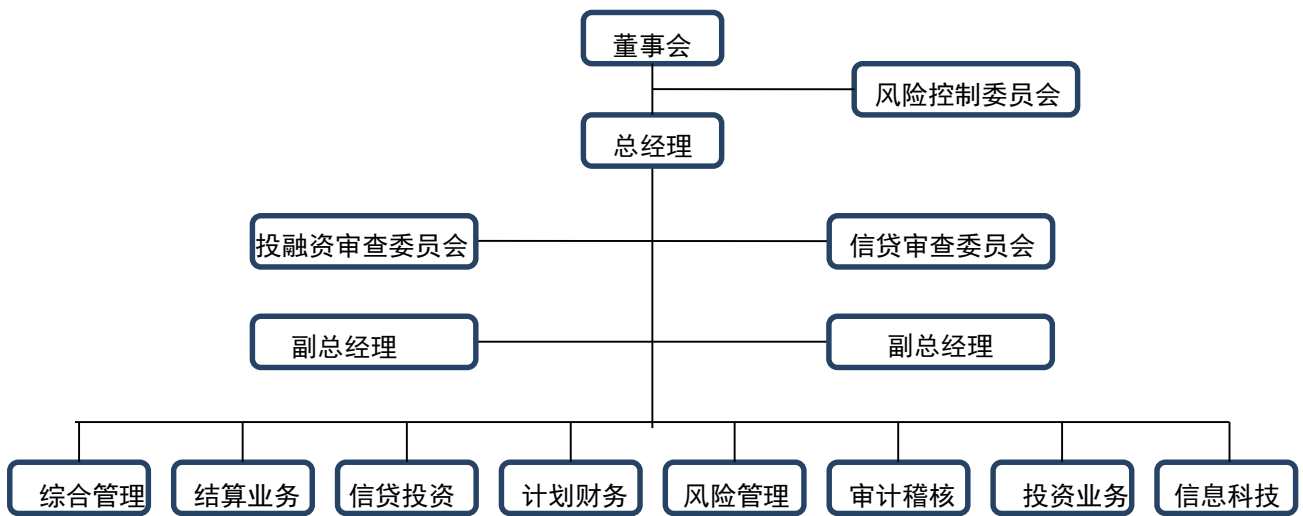 董事会
风险控制委员会
总经理
投融资审查委员会
信贷审查委员会
副总经理
副总经理
综合管理
结算业务
信贷投资
计划财务
风险管理
审计稽核
投资业务
信息科技